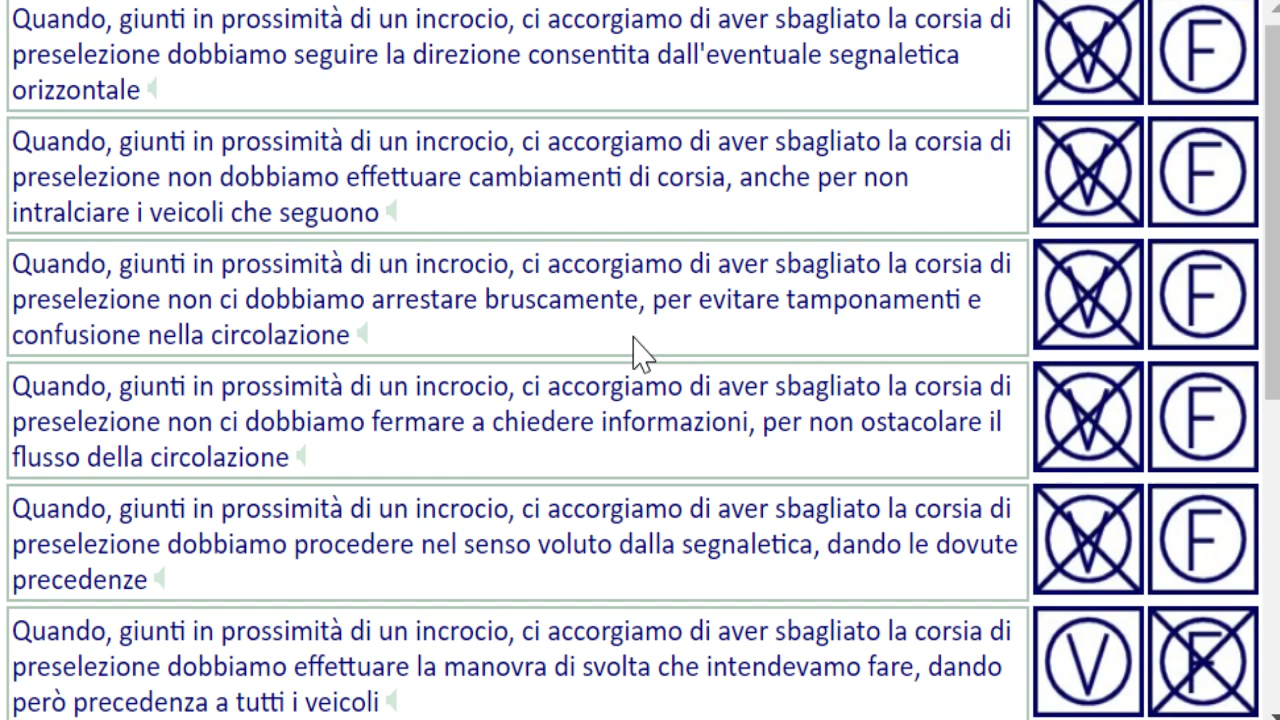 Quando, giunti in prossimità di un incrocio, ci accorgiamo di aver sbagliato la corsia di
preselezione dobbiamo seguire la direzione consentita dall'eventuale segnaletica
orizzontale
V F
Quando, giunti in prossimità di un incrocio, ci accorgiamo di aver sbagliato la corsia di
preselezione non dobbiamo effettuare cambiamenti di corsia, anche per non
intralciare i veicoli che seguono
V F
Quando, giunti in prossimità di un incrocio, ci accorgiamo di aver sbagliato la corsia di
preselezione non ci dobbiamo arrestare bruscamente, per evitare tamponamenti e
confusione nella circolazione
V F
Quando, giunti in prossimità di un incrocio, ci accorgiamo di aver sbagliato la corsia di
preselezione non ci dobbiamo fermare a chiedere informazioni, per non ostacolare il
flusso della circolazione
V F
Quando, giunti in prossimità di un incrocio, ci accorgiamo di aver sbagliato la corsia di
preselezione dobbiamo procedere nel senso voluto dalla segnaletica, dando le dovute
precedenze
V F
Quando, giunti in prossimità di un incrocio, ci accorgiamo di aver sbagliato la corsia di
preselezione dobbiamo effettuare la manovra di svolta che intendevamo fare, dando
però precedenza a tutti i veicoli
V F